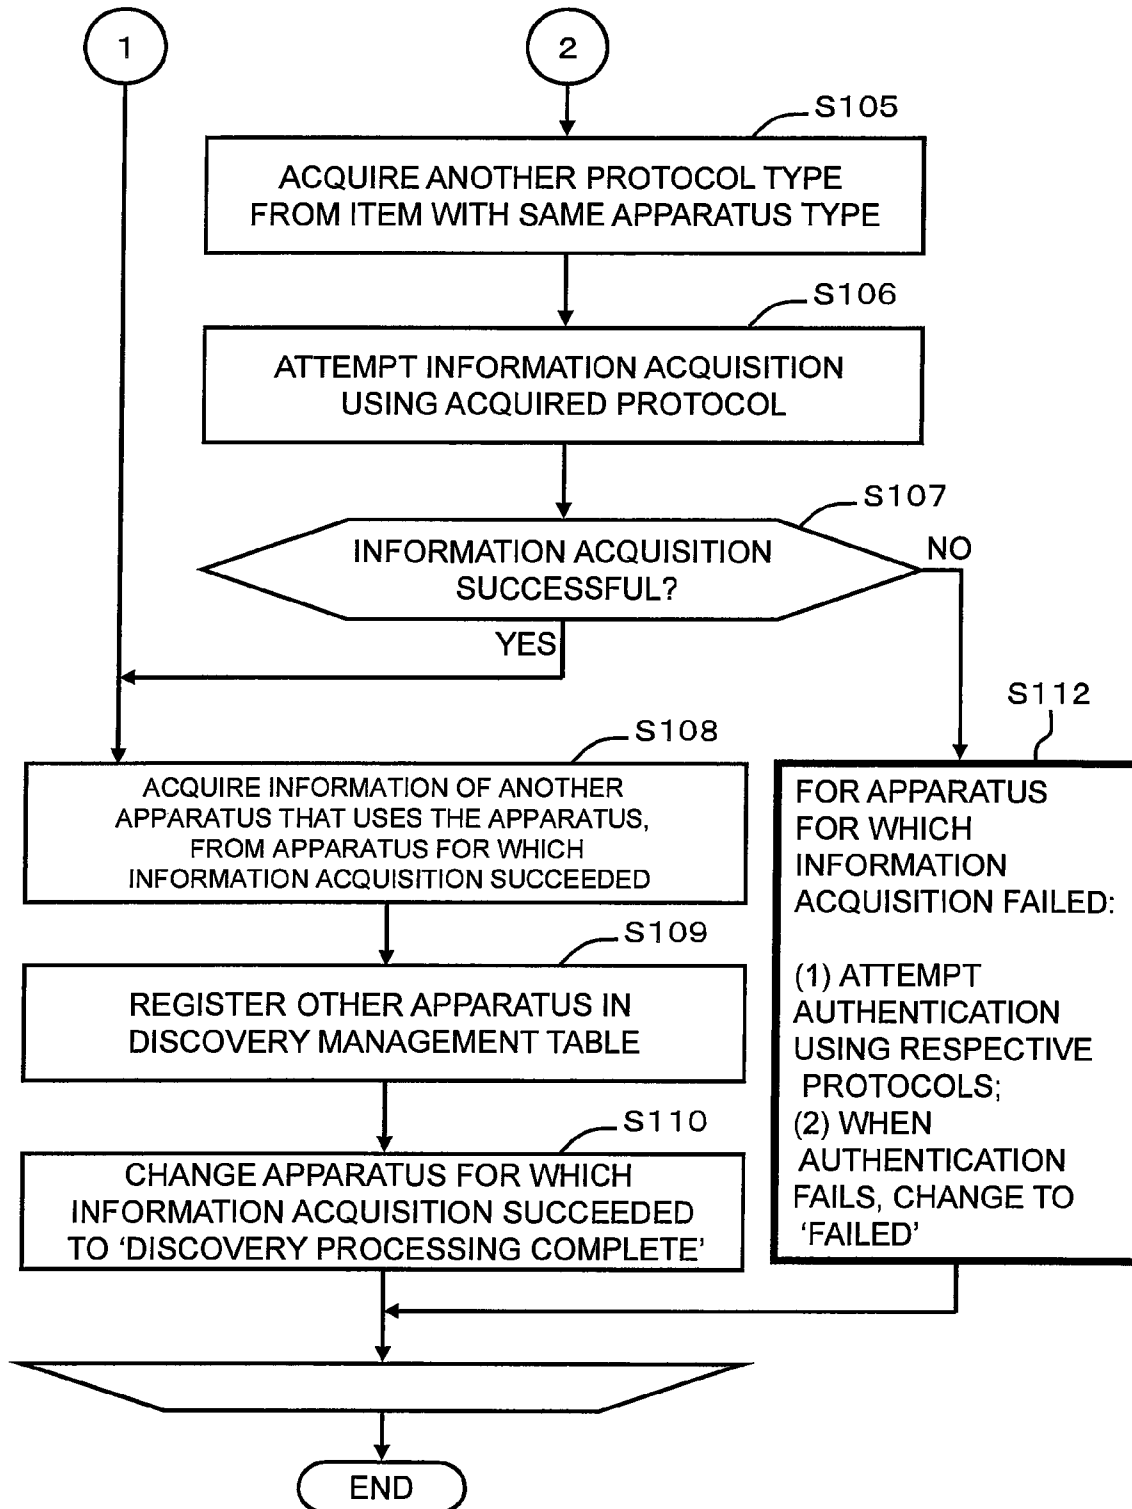 1
2
S105
ACQUIRE ANOTHER PROTOCOL TYPE
FROM ITEM WITH SAME APPARATUS TYPE
S106
ATTEMPT INFORMATION ACQUISITION
USING ACQUIRED PROTOCOL
S107
INFORMATION ACQUISITION
SUCCESSFUL?
NO
YES
S108
ACQUIRE INFORMATION OF ANOTHER
APPARATUS THAT USES THE APPARATUS,
FROM APPARATUS FOR WHICH
INFORMATION ACQUISITION SUCCEEDED
S109
REGISTER OTHER APPARATUS IN
DISCOVERY MANAGEMENT TABLE
S110
CHANGE APPARATUS FOR WHICH
INFORMATION ACQUISITION SUCCEEDED
TO ‘DISCOVERY PROCESSING COMPLETE’
S112
FOR APPARATUS
FOR WHICH
INFORMATION
ACQUISITION FAILED:
(1) ATTEMPT
AUTHENTICATION
USING RESPECTIVE
PROTOCOLS;
(2) WHEN
AUTHENTICATION
FAILS, CHANGE TO
‘FAILED’
END